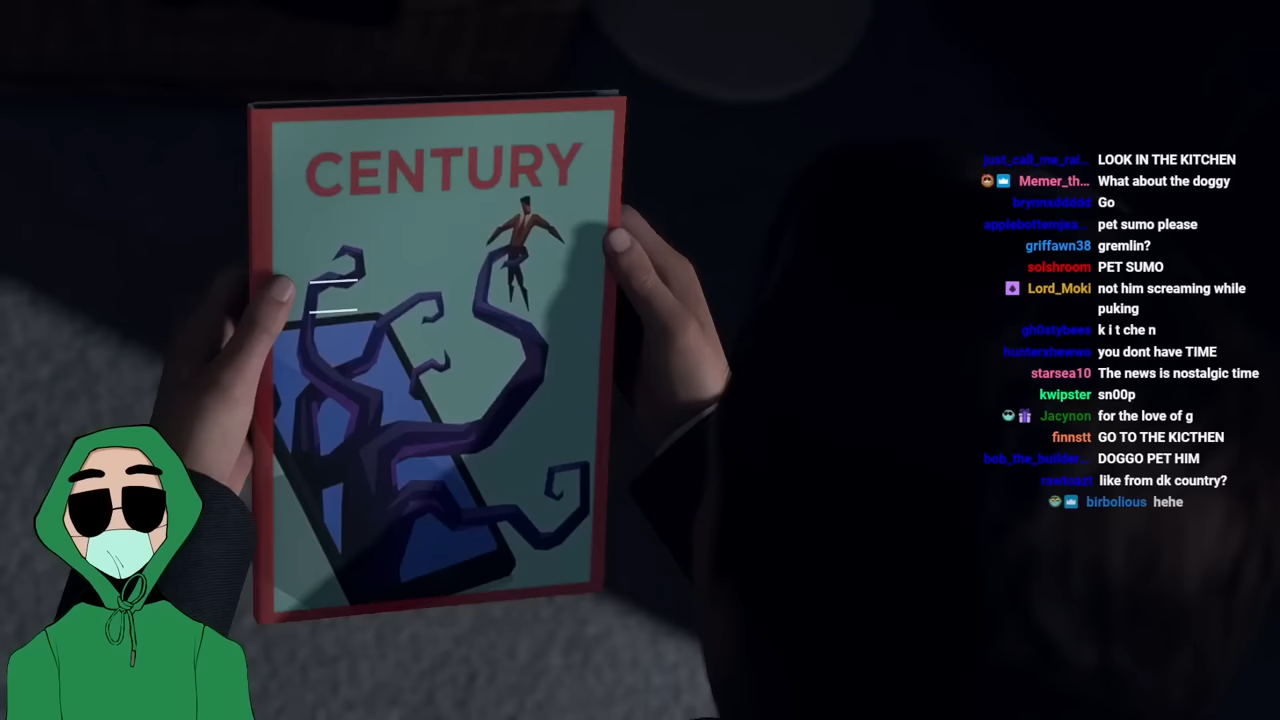 CENTURY
LOOK IN THE KITCHEN
Memer_th... What about the doggy
brynnxddddd Go
pet sumo please
griffawn38 gremlin?
solshroom PET SUMO
Lord_Moki not him screaming while
puking
gh0stybees k i t che n
you dont have TIME
starsea10 The news is nostalgic time
kwipster sn00p
Jacynon for the love of g
finnstt GO TO THE KICTHEN
bob_the_builder... DOGGO PET HIM
like from dk country?
birbolious hehe